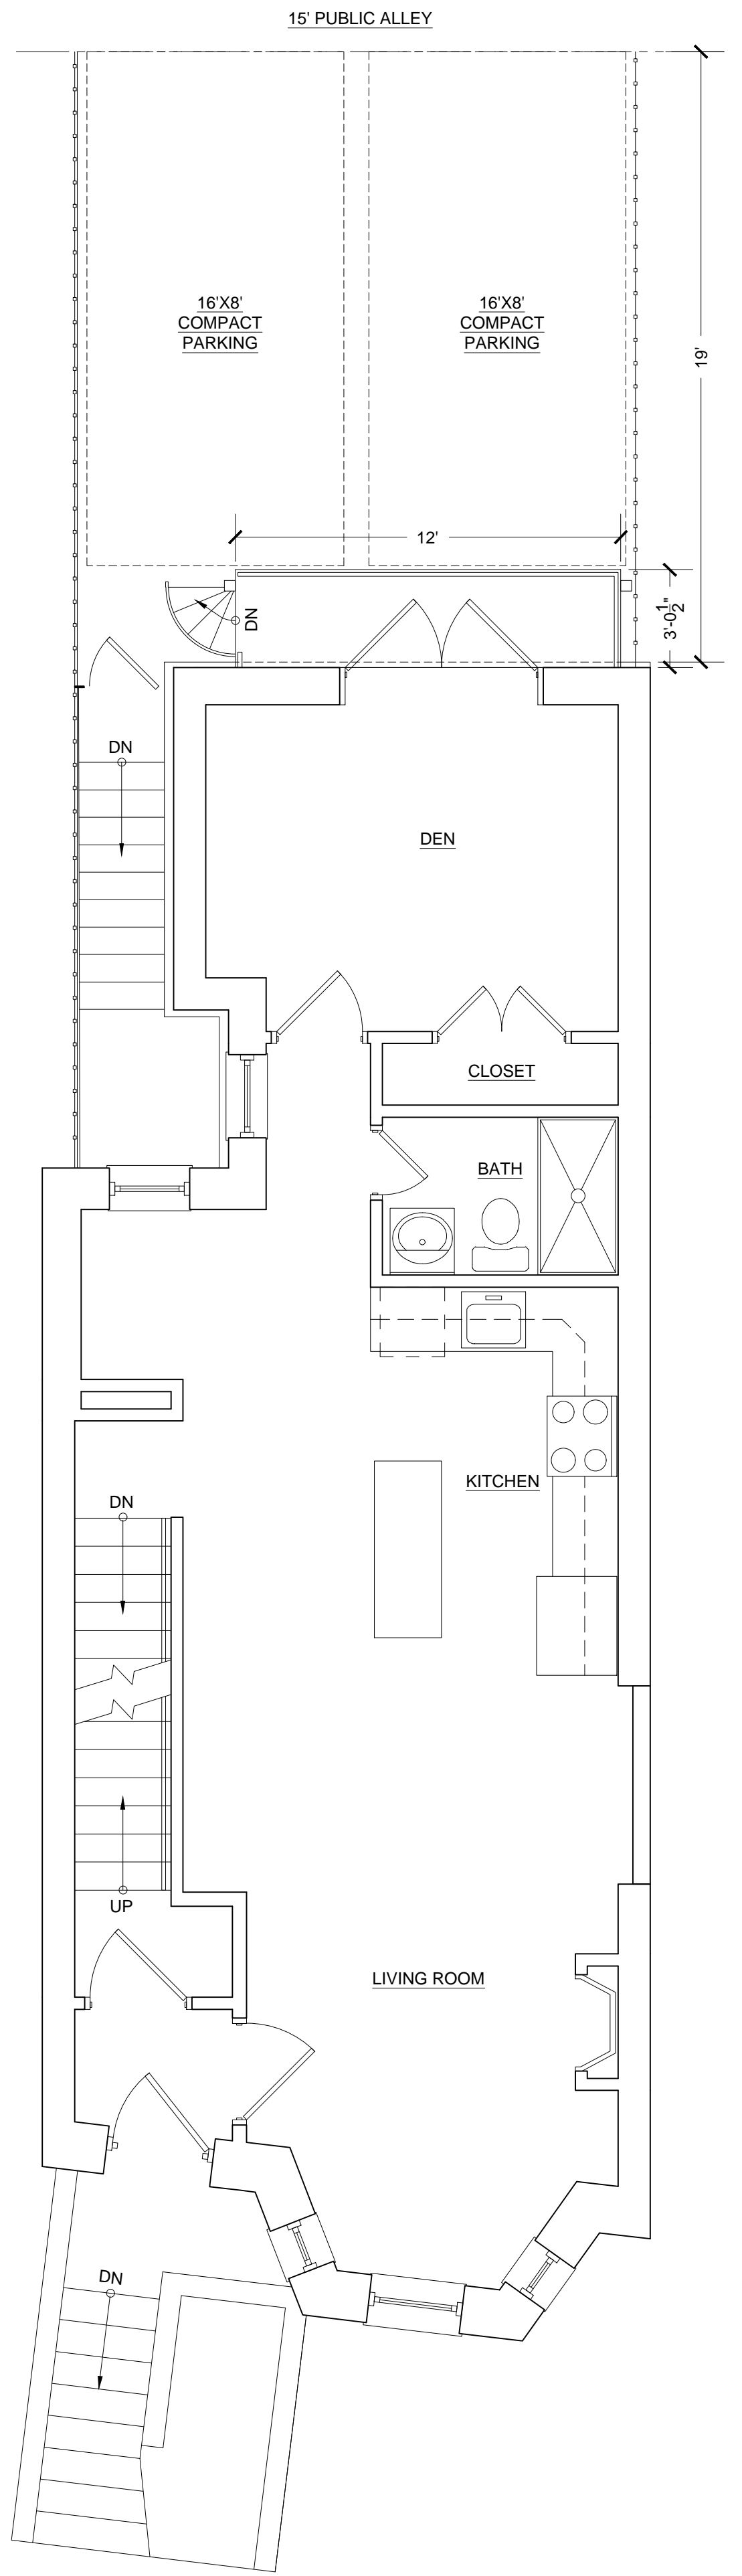 15' PUBLIC ALLEY
16'X8'
COMPACT
PARKING
16'X8'
COMPACT
PARKING
19'
12'
DN
3'-0 1/2"
DN
DEN
CLOSET
BATH
KITCHEN
DN
UP
LIVING ROOM
DN